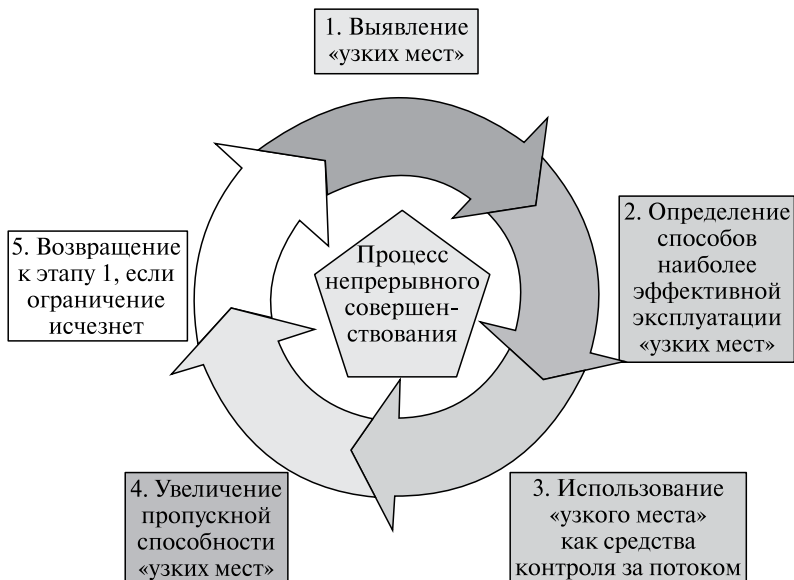 1. Выявление
«узких мест»
2. Определение
способов
наиболее
эффективной
эксплуатации
«узких мест»
3. Использование
«узкого места»
как средства
контроля за потоком
4. Увеличение
пропускной
способности
«узких мест»
5. Возвращение
к этапу 1, если
ограничение
исчезнет
Процесс
непрерывного
совершен-
ствования